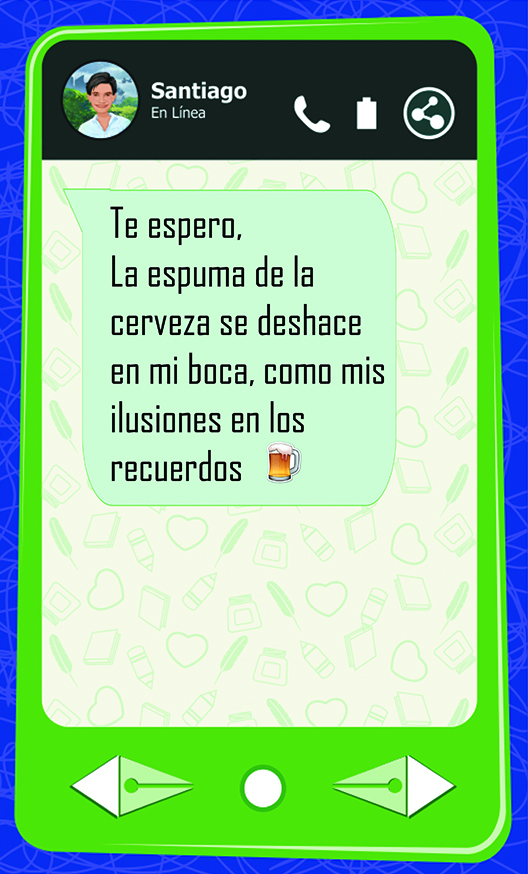 Santiago
En Línea
Te espero,
La espuma de la
cerveza se deshace
en mi boca, como mis
ilusiones en los
recuerdos